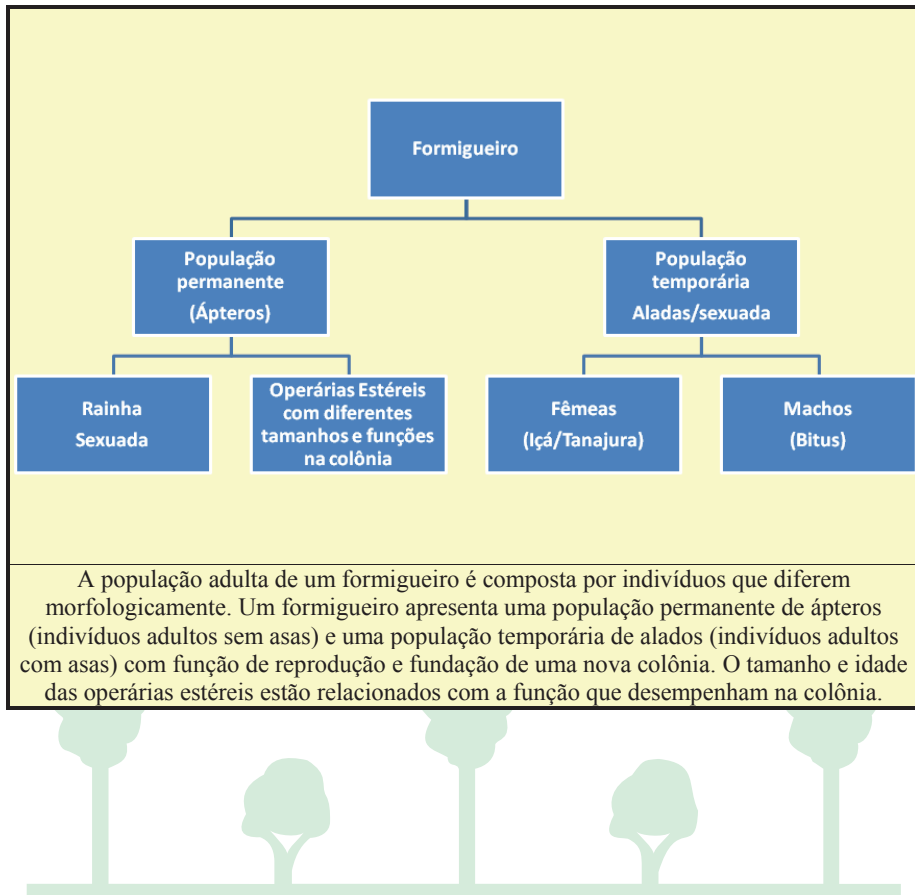 Formigueiro
População
permanente
(Ápteros)
População
temporária
Aladas/sexuada
Rainha
Sexuada
Operárias Estéreis
com diferentes
tamanhos e funções
na colônia
Fêmeas
(Içá/Tanajura)
Machos
(Bitus)
A população adulta de um formigueiro é composta por indivíduos que diferem
morfologicamente. Um formigueiro apresenta uma população permanente de ápteros
(indivíduos adultos sem asas) e uma população temporária de alados (indivíduos adultos
com asas) com função de reprodução e fundação de uma nova colônia. O tamanho e idade
das operárias estéreis estão relacionados com a função que desempenham na colônia.